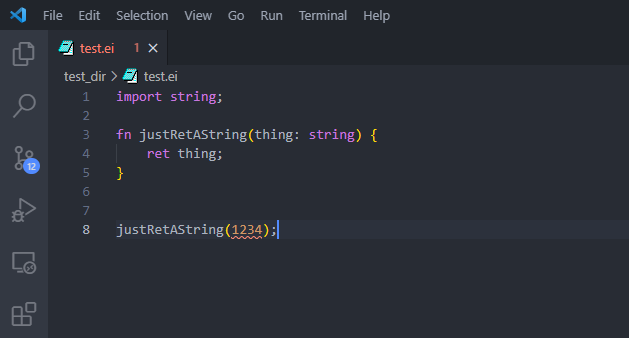 File Edit Selection View Go Run Terminal Help
test.ei 1
test_dir > test.ei
1 import string;
2
3 fn justRetAString(thing: string) {
4     ret thing;
5 }
6
7
8 justRetAString(1234);
12